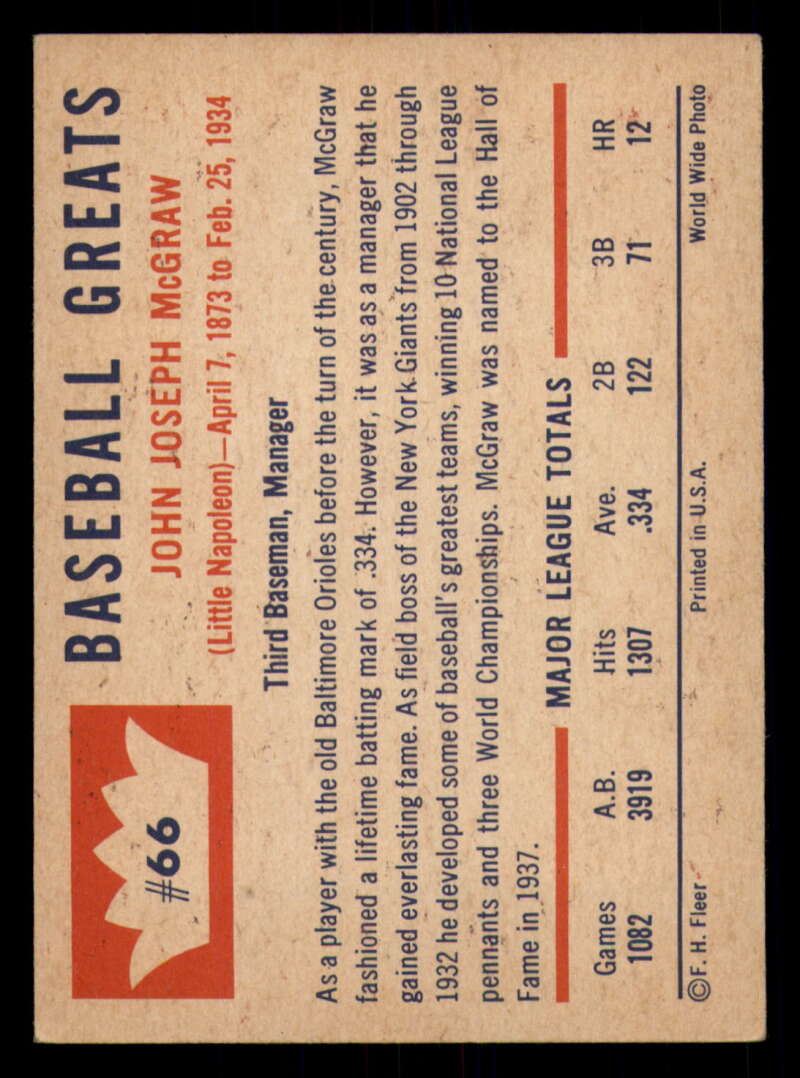 #66
BASEBALL GREATS
JOHN JOSEPH McGRAW
(Little Napoleon)—April 7, 1873 to Feb. 25, 1934
Third Baseman, Manager
As a player with the old Baltimore Orioles before the turn of the century, McGraw
fashioned a lifetime batting mark of .334. However, it was as a manager that he
gained everlasting fame. As field boss of the New York Giants from 1902 through
1932 he developed some of baseball's greatest teams, winning 10 National League
pennants and three World Championships. McGraw was named to the Hall of
Fame in 1937.
MAJOR LEAGUE TOTALS
Games A.B. Hits Ave. 2B 3B HR
1082 3919 1307 .334 122 71 12
©F. H. Fleer Printed in U.S.A. World Wide Photo